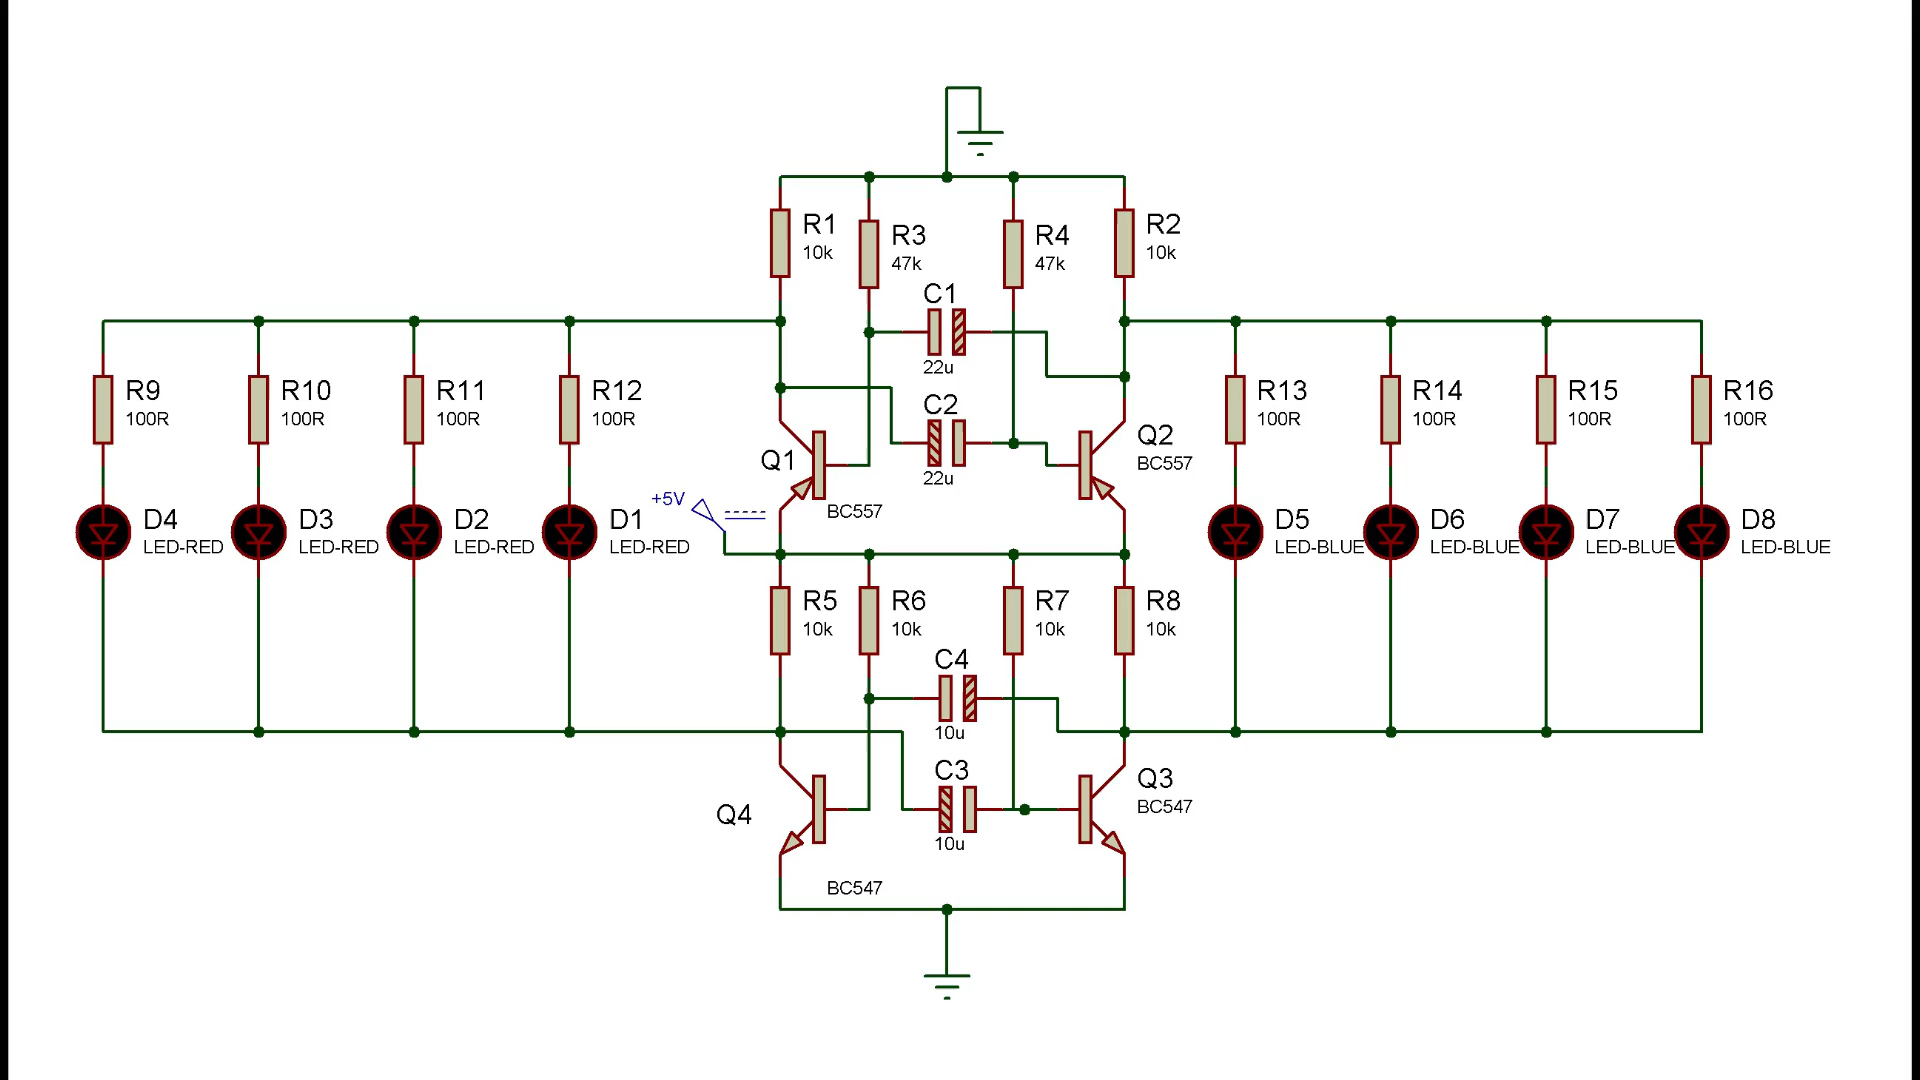 R1
10k
R3
47k
R4
47k
R2
10k
C1
22u
R9
100R
R10
100R
R11
100R
R12
100R
C2
22u
R13
100R
R14
100R
R15
100R
R16
100R
Q1
BC557
Q2
BC557
+5V
D4
LED-RED
D3
LED-RED
D2
LED-RED
D1
LED-RED
D5
LED-BLUE
D6
LED-BLUE
D7
LED-BLUE
D8
LED-BLUE
R5
10k
R6
10k
R7
10k
R8
10k
C4
10u
C3
10u
Q4
BC547
Q3
BC547